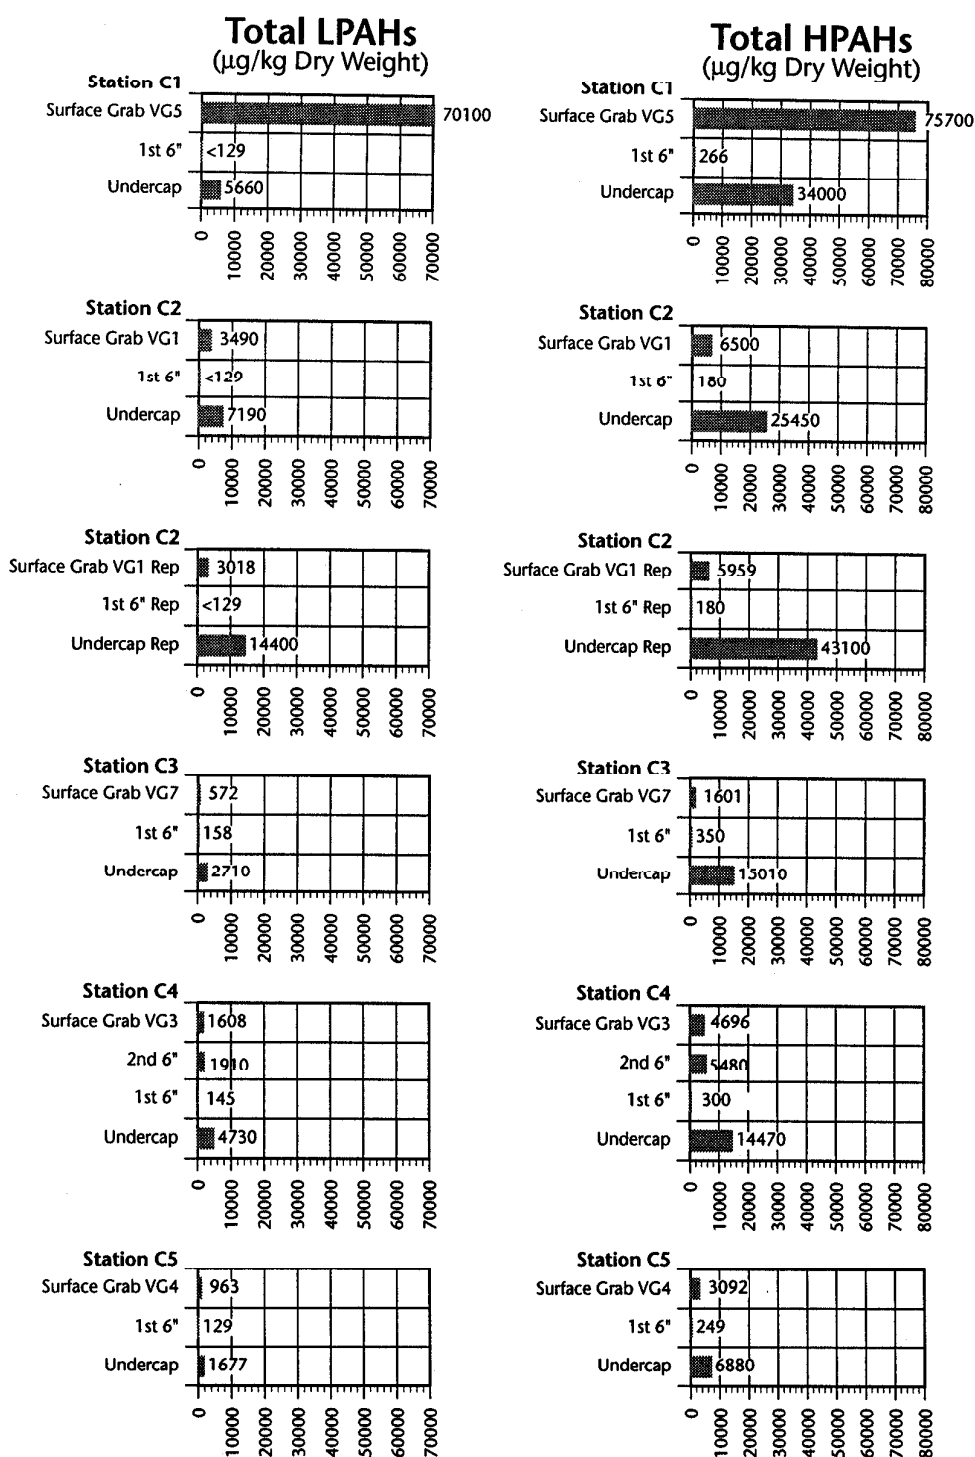 Total LPAHs
(µg/kg Dry Weight)
Station C1
Surface Grab VG5
70100
1st 6"
<129
Undercap
5660
0 10000 20000 30000 40000 50000 60000 70000
Station C2
Surface Grab VG1
3490
1st 6"
<129
Undercap
7190
0 10000 20000 30000 40000 50000 60000 70000
Station C2
Surface Grab VG1 Rep
3018
1st 6" Rep
<129
Undercap Rep
14400
0 10000 20000 30000 40000 50000 60000 70000
Station C3
Surface Grab VG7
572
1st 6"
158
Undercap
2710
0 10000 20000 30000 40000 50000 60000 70000
Station C4
Surface Grab VG3
1608
2nd 6"
1910
1st 6"
145
Undercap
4730
0 10000 20000 30000 40000 50000 60000 70000
Station C5
Surface Grab VG4
963
1st 6"
129
Undercap
1677
0 10000 20000 30000 40000 50000 60000 70000
Total HPAHs
(µg/kg Dry Weight)
Station C1
Surface Grab VG5
75700
1st 6"
266
Undercap
34000
0 10000 20000 30000 40000 50000 60000 70000 80000
Station C2
Surface Grab VG1
6500
1st 6"
180
Undercap
25450
0 10000 20000 30000 40000 50000 60000 70000 80000
Station C2
Surface Grab VG1 Rep
5959
1st 6" Rep
180
Undercap Rep
43100
0 10000 20000 30000 40000 50000 60000 70000 80000
Station C3
Surface Grab VG7
1601
1st 6"
350
Undercap
15010
0 10000 20000 30000 40000 50000 60000 70000 80000
Station C4
Surface Grab VG3
4696
2nd 6"
5480
1st 6"
300
Undercap
14470
0 10000 20000 30000 40000 50000 60000 70000 80000
Station C5
Surface Grab VG4
3092
1st 6"
249
Undercap
6880
0 10000 20000 30000 40000 50000 60000 70000 80000